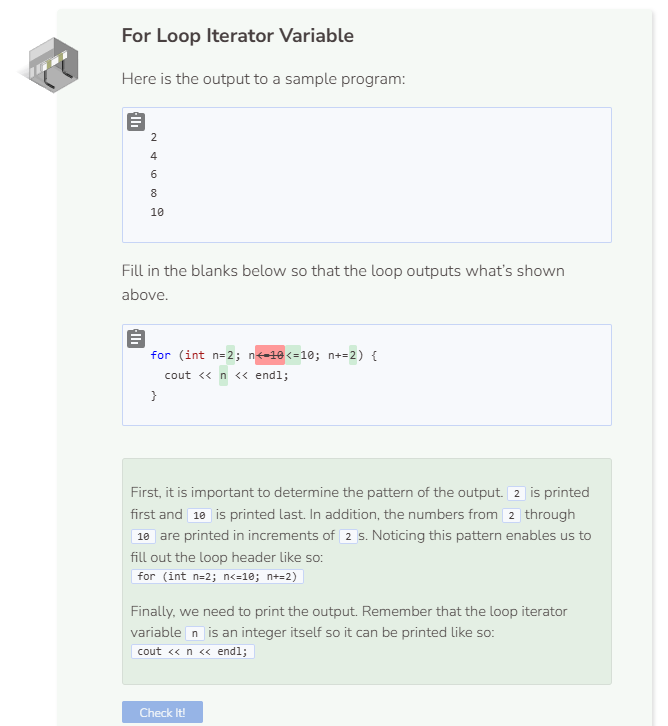 For Loop Iterator Variable
Here is the output to a sample program:
2
4
6
8
10
Fill in the blanks below so that the loop outputs what's shown
above.
for (int n=2; n<=10<=10; n+=2) {
cout << n << endl;
}
First, it is important to determine the pattern of the output. 2 is printed
first and 10 is printed last. In addition, the numbers from 2 through
10 are printed in increments of 2 s. Noticing this pattern enables us to
fill out the loop header like so:
for (int n=2; n<=10; n+=2)
Finally, we need to print the output. Remember that the loop iterator
variable n is an integer itself so it can be printed like so:
cout << n << endl;
Check It!